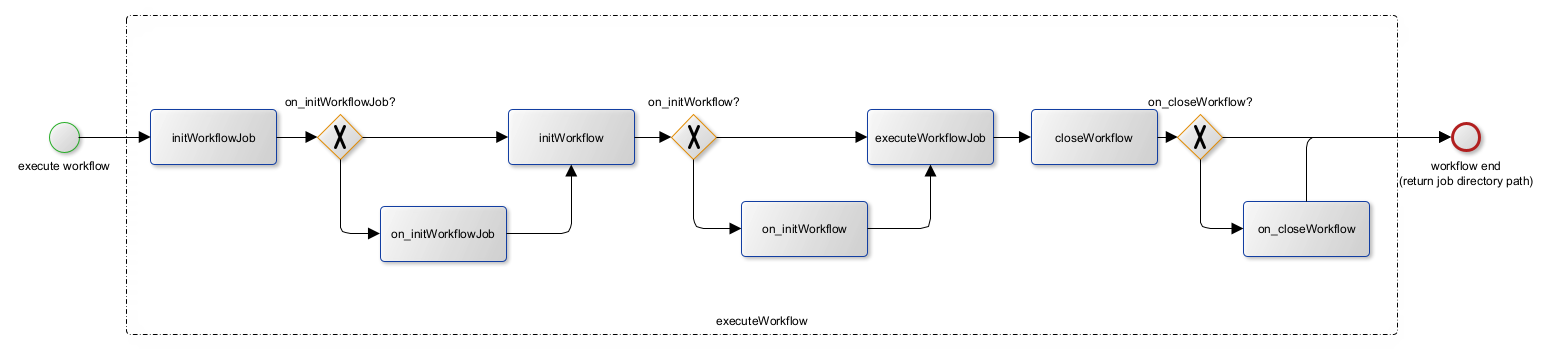 on_initWorkflowJob?
on_initWorkflow?
on_closeWorkflow?
initWorkflowJob
initWorkflow
executeWorkflowJob
closeWorkflow
execute workflow
workflow end
(return job directory path)
on_initWorkflowJob
on_initWorkflow
on_closeWorkflow
executeWorkflow